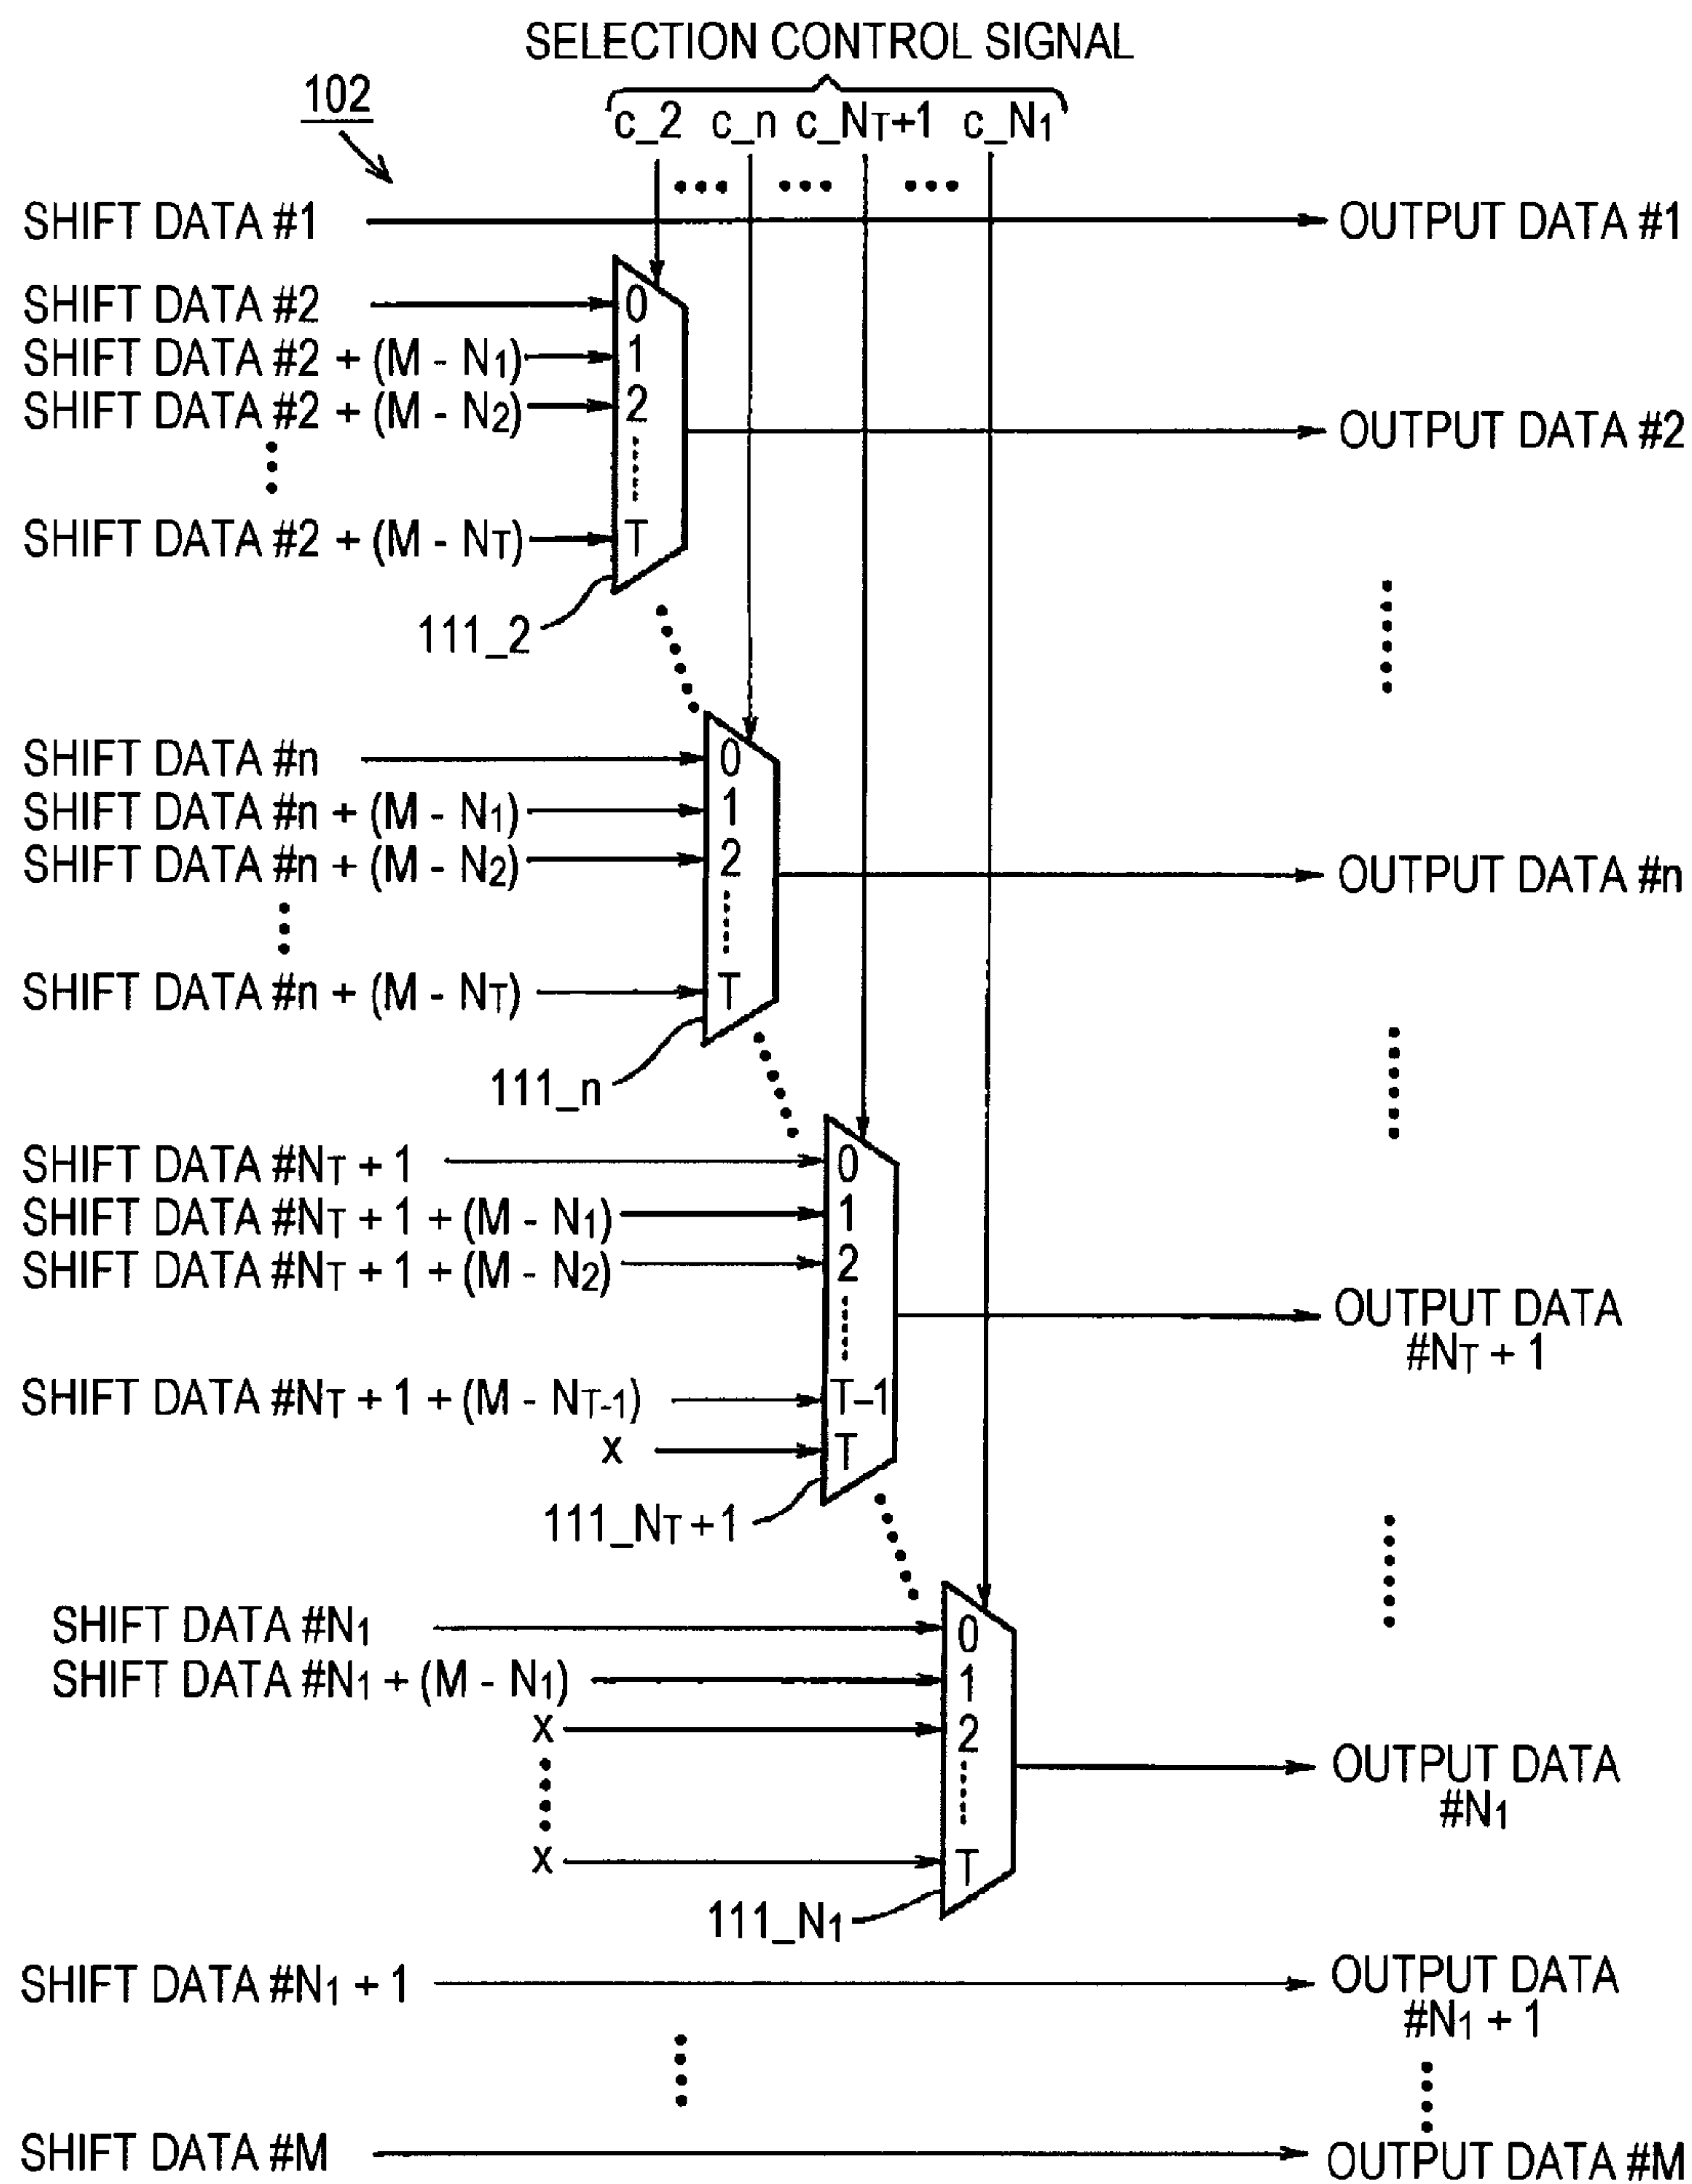 SELECTION CONTROL SIGNAL
102
c_2 c_n c_NT+1 c_N1
SHIFT DATA #1
OUTPUT DATA #1
SHIFT DATA #2
0
SHIFT DATA #2 + (M - N1)
1
SHIFT DATA #2 + (M - N2)
2
OUTPUT DATA #2
SHIFT DATA #2 + (M - NT)
T
111_2
SHIFT DATA #n
0
SHIFT DATA #n + (M - N1)
1
SHIFT DATA #n + (M - N2)
2
OUTPUT DATA #n
SHIFT DATA #n + (M - NT)
T
111_n
SHIFT DATA #NT + 1
0
SHIFT DATA #NT + 1 + (M - N1)
1
SHIFT DATA #NT + 1 + (M - N2)
2
OUTPUT DATA
#NT + 1
SHIFT DATA #NT + 1 + (M - NT-1)
T-1
x
T
111_NT+1
SHIFT DATA #N1
0
SHIFT DATA #N1 + (M - N1)
1
x
2
OUTPUT DATA
#N1
x
T
111_N1
SHIFT DATA #N1 + 1
OUTPUT DATA
#N1 + 1
SHIFT DATA #M
OUTPUT DATA #M